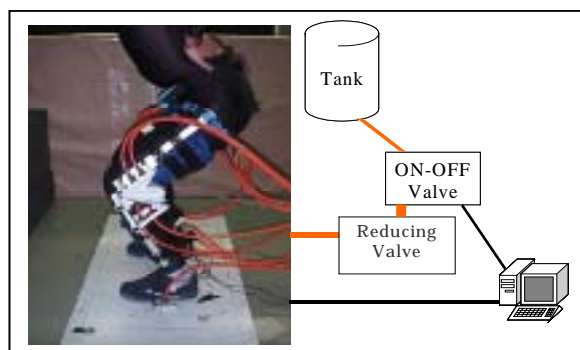 Tank
ON-OFF
Valve
Reducing
Valve